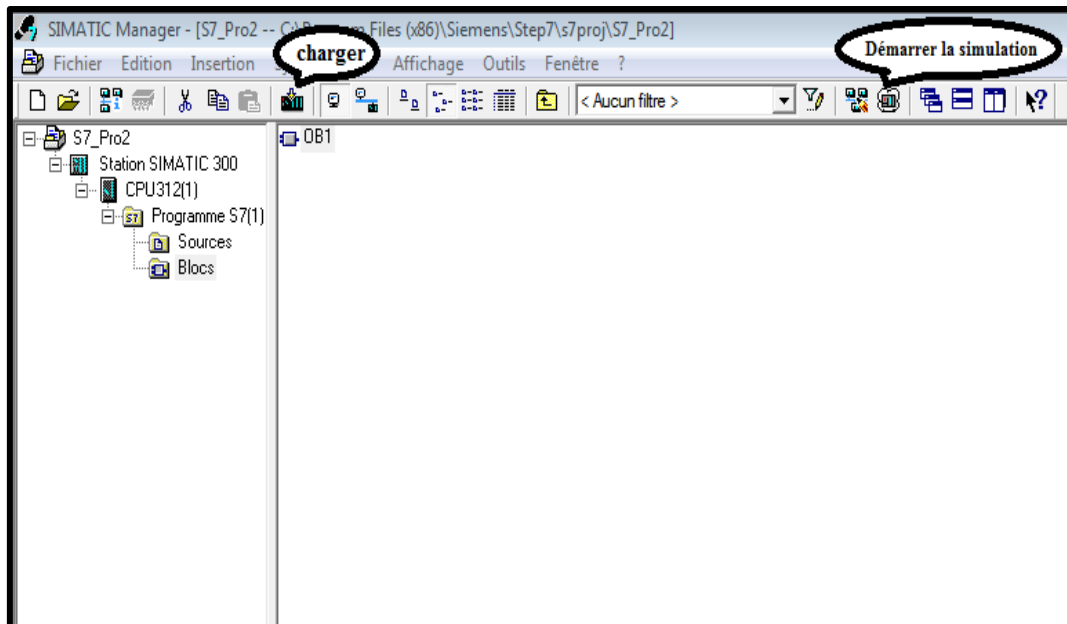 SIMATIC Manager - [S7_Pro2 -- C:\Program Files (x86)\Siemens\Step7\s7proj\S7_Pro2]
charger
Démarrer la simulation
Fichier Edition Insertion Affichage Outils Fenêtre ?
< Aucun filtre >
S7_Pro2
OB1
Station SIMATIC 300
CPU312(1)
Programme S7(1)
Sources
Blocs